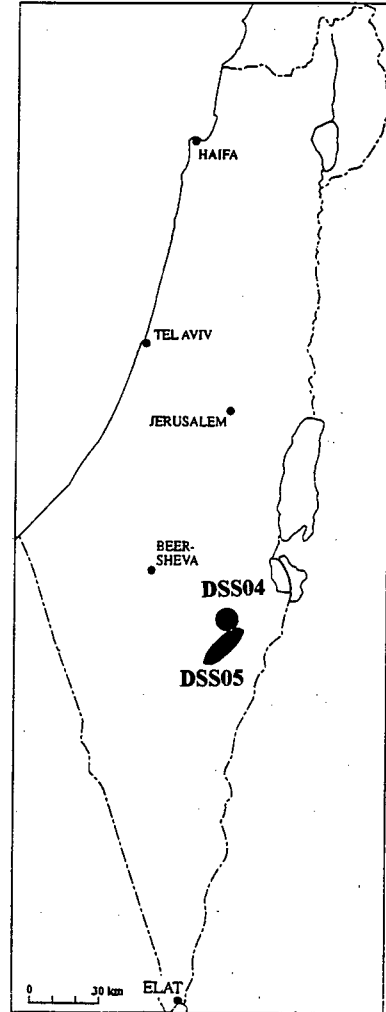 HAIFA
TEL AVIV
JERUSALEM
BEER-
SHEVA
DSS04
DSS05
0 30 km
ELAT